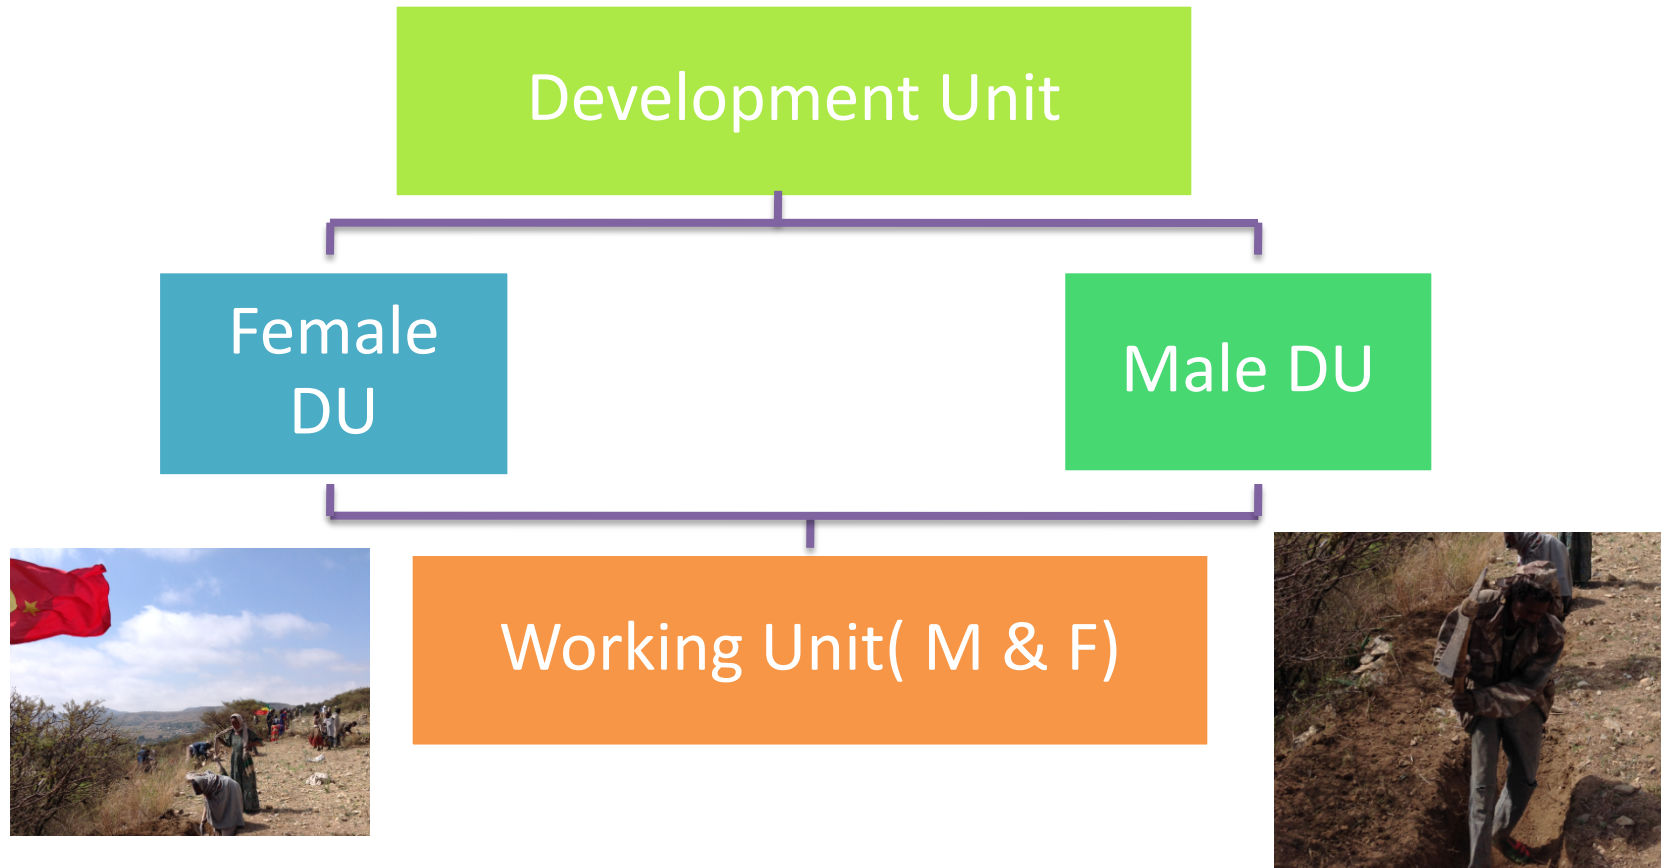 Development Unit
Female
DU
Male DU
Working Unit( M & F)